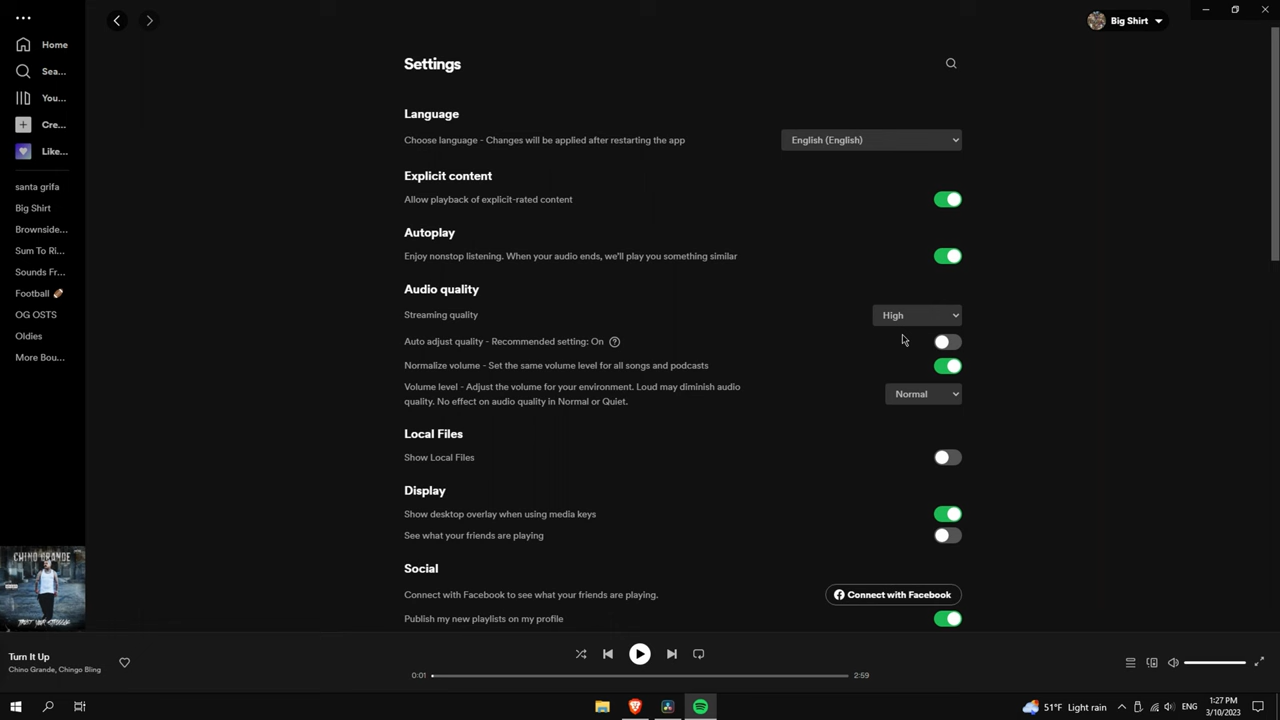 Big Shirt
Home
Sea...
You...
Cre...
Like...
santa grifa
Big Shirt
Brownside...
Sum To Ri...
Sounds Fr...
Football 🏈
OG OSTS
Oldies
More Bou...
Settings
Language
Choose language - Changes will be applied after restarting the app
English (English)
Explicit content
Allow playback of explicit-rated content
Autoplay
Enjoy nonstop listening. When your audio ends, we'll play you something similar
Audio quality
Streaming quality
High
Auto adjust quality - Recommended setting: On ?
Normalize volume - Set the same volume level for all songs and podcasts
Volume level - Adjust the volume for your environment. Loud may diminish audio
quality. No effect on audio quality in Normal or Quiet.
Normal
Local Files
Show Local Files
Display
Show desktop overlay when using media keys
See what your friends are playing
Social
Connect with Facebook to see what your friends are playing.
Connect with Facebook
Publish my new playlists on my profile
CHINO GRANDE
Turn It Up
Chino Grande, Chingo Bling
0:01
2:59
51°F Light rain
ENG
1:27 PM
3/10/2023